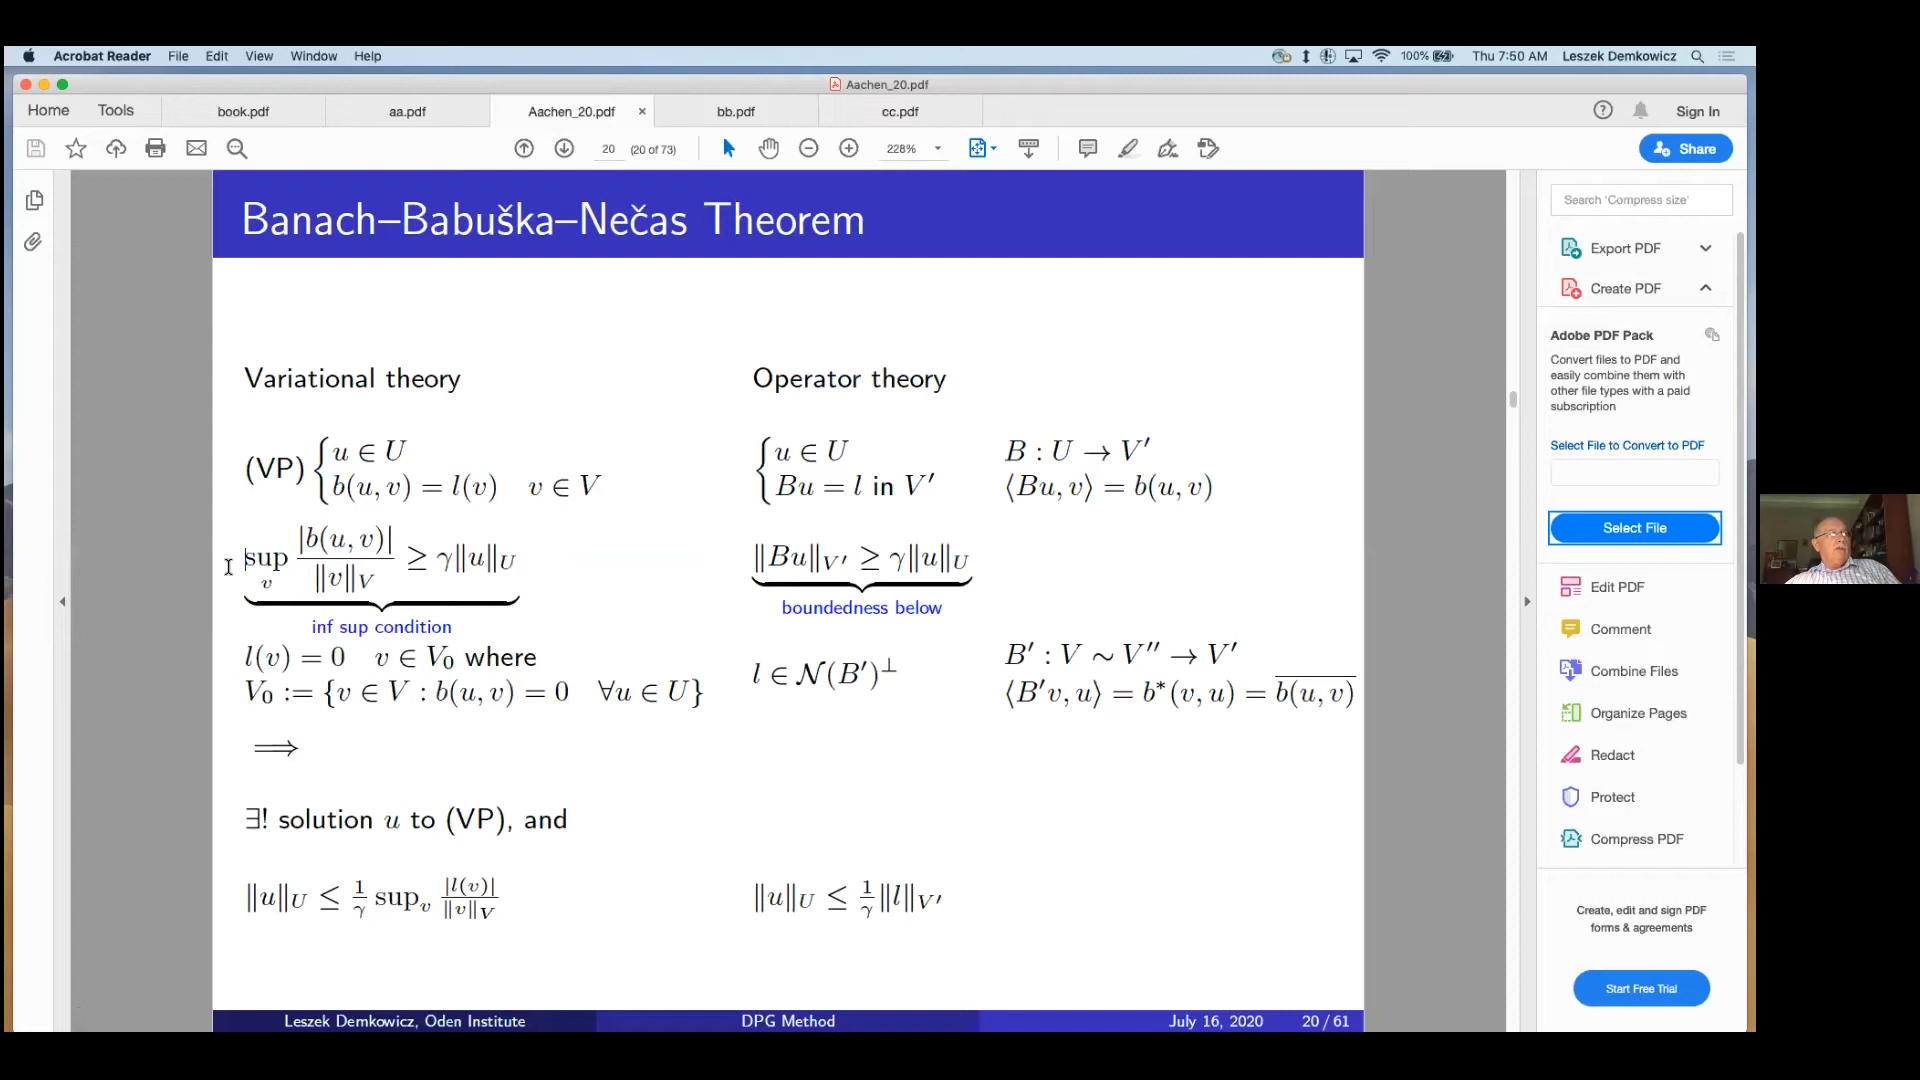 Acrobat Reader File Edit View Window Help 100% Thu 7:50 AM Leszek Demkowicz
Aachen_20.pdf
Home Tools book.pdf aa.pdf Aachen_20.pdf × bb.pdf cc.pdf Sign In
20 (20 of 73) 228% Share
Banach–Babuška–Nečas Theorem
Variational theory
(VP) { u ∈ U
b(u, v) = l(v) v ∈ V
sup_v |b(u, v)| / ‖v‖_V ≥ γ‖u‖_U
inf sup condition
l(v) = 0 v ∈ V_0 where
V_0 := {v ∈ V : b(u, v) = 0 ∀u ∈ U}
⟹
∃! solution u to (VP), and
‖u‖_U ≤ 1/γ sup_v |l(v)| / ‖v‖_V
Operator theory
{ u ∈ U B : U → V′
Bu = l in V′ ⟨Bu, v⟩ = b(u, v)
‖Bu‖_V′ ≥ γ‖u‖_U
boundedness below
l ∈ N(B′)^⊥
B′ : V ∼ V″ → V′
⟨B′v, u⟩ = b*(v, u) = \overline{b(u, v)}
‖u‖_U ≤ 1/γ ‖l‖_V′
Leszek Demkowicz, Oden Institute DPG Method July 16, 2020 20 / 61
Search 'Compress size'
Export PDF
Create PDF
Adobe PDF Pack
Convert files to PDF and
easily combine them with
other file types with a paid
subscription
Select File to Convert to PDF
Select File
Edit PDF
Comment
Combine Files
Organize Pages
Redact
Protect
Compress PDF
Create, edit and sign PDF
forms & agreements
Start Free Trial